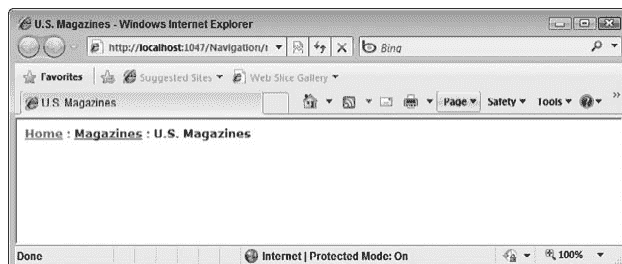 U.S. Magazines - Windows Internet Explorer
http://localhost:1047/Navigation/
Bing
Favorites Suggested Sites Web Slice Gallery
U.S. Magazines Page Safety Tools
Home : Magazines : U.S. Magazines
Done Internet | Protected Mode: On 100%